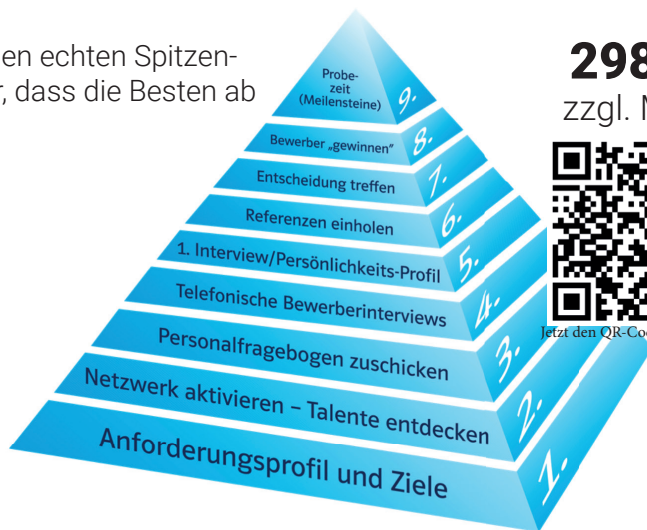 en echten Spitzen-
, dass die Besten ab
298
zzgl.
Probe-
zeit
(Meilensteine)
9.
Bewerber „gewinnen“
8.
Entscheidung treffen
7.
Referenzen einholen
6.
1. Interview/Persönlichkeits-Profil
5.
Telefonische Bewerberinterviews
4.
Personalfragebogen zuschicken
3.
Netzwerk aktivieren – Talente entdecken
2.
Anforderungsprofil und Ziele
1.
Jetzt den QR-Co